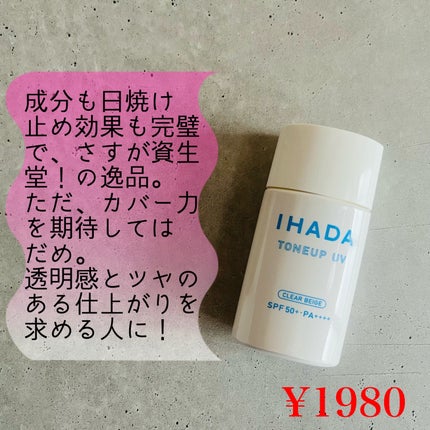 成分も日焼け
止め効果も完璧
で、さすが資生
堂！の逸品。
ただ、カバー力
を期待しては
だめ。
透明感とツヤの
ある仕上がりを
求める人に！
IHADA
TONEUP UV
CLEAR BEIGE
SPF50+・PA++++
¥1980